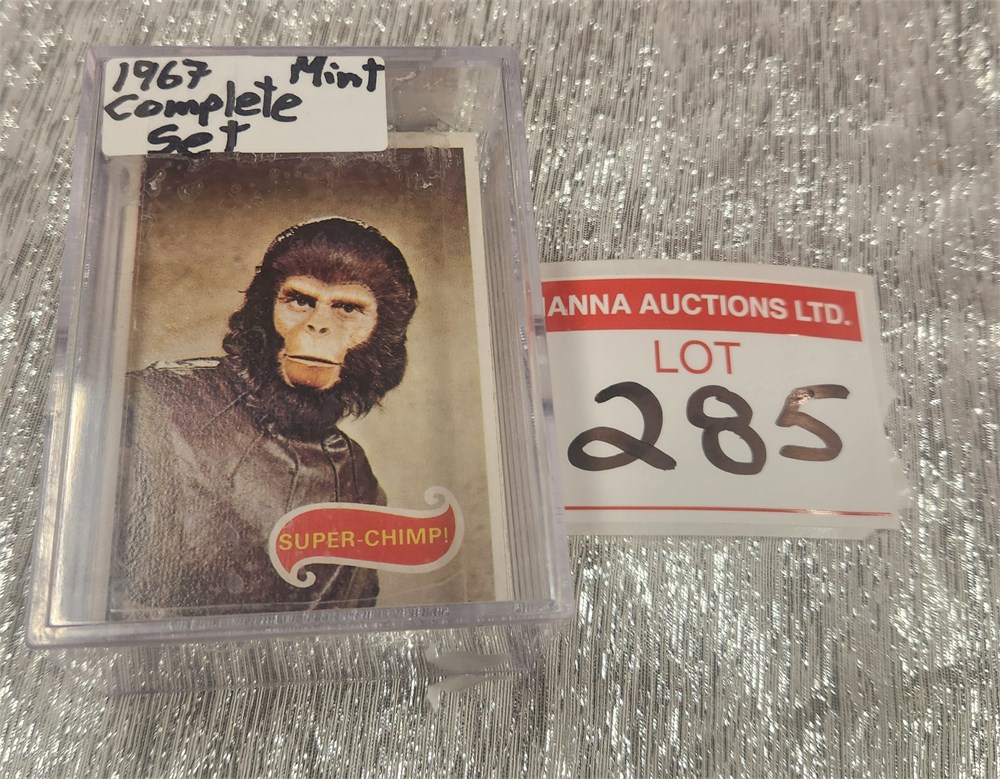 1967 Mint
complete
set
SUPER-CHIMP!
ANNA AUCTIONS LTD.
LOT
285